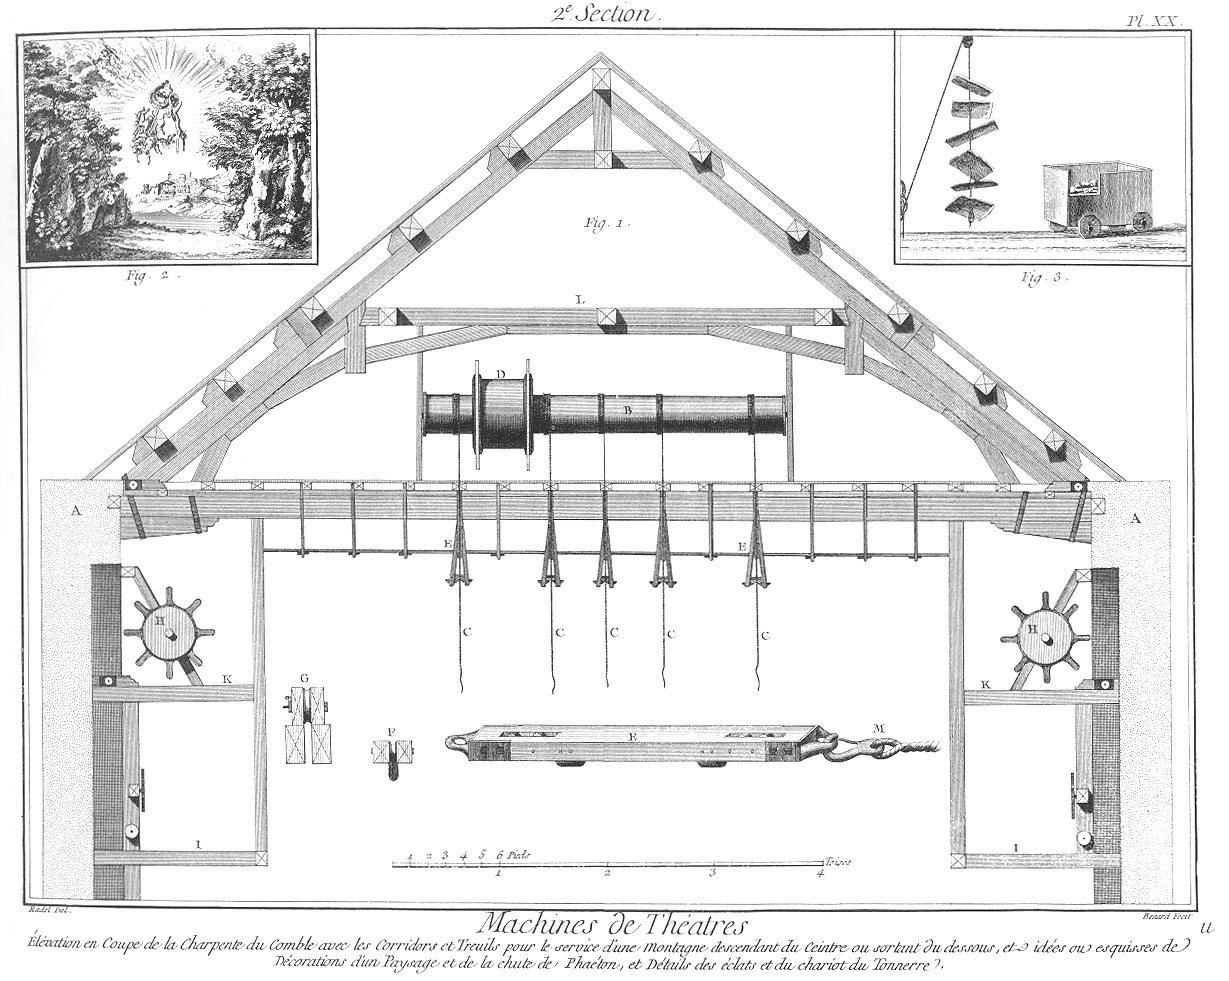 2e. Section.
Pl. XX.
Fig. 1.
Fig. 2.
Fig. 3.
L
D
B
A
A
E
E
C
C
C
C
C
H
H
K
K
G
F
E
M
I
I
1 2 3 4 5 6 Pieds
1 2 3 4 Toises
Radel Del.
Benard Fecit
Machines de Théatres
Élévation en Coupe de la Charpente du Comble avec les Corridors et Treuils pour le service d'une montagne descendant du Ceintre ou sortant du dessous, et idées ou esquisses de
Décorations d'un Paysage et de la chute de Phaéton, et Détails des éclats et du chariot du Tonnerre.